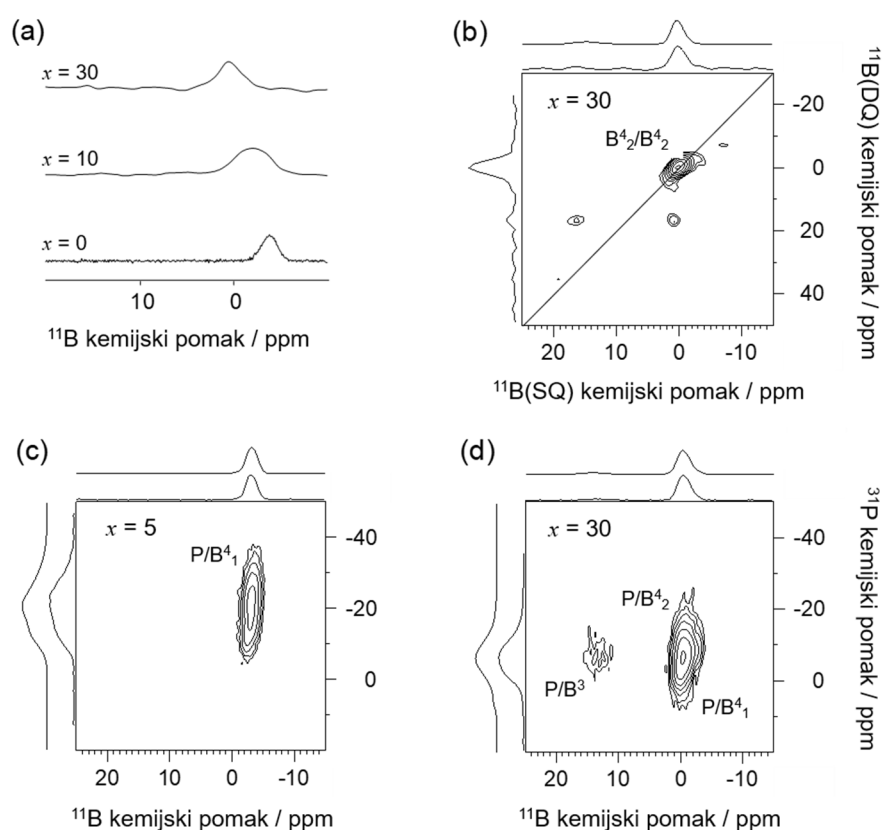 (a)
x = 30
x = 10
x = 0
10 0
¹¹B kemijski pomak / ppm
(b)
x = 30
B⁴₂/B⁴₂
-20
0
20
40
¹¹B(DQ) kemijski pomak / ppm
20 10 0 -10
¹¹B(SQ) kemijski pomak / ppm
(c)
x = 5
P/B⁴₁
-40
-20
0
20 10 0 -10
¹¹B kemijski pomak / ppm
(d)
x = 30
P/B⁴₂
P/B³
P/B⁴₁
-40
-20
0
³¹P kemijski pomak / ppm
20 10 0 -10
¹¹B kemijski pomak / ppm